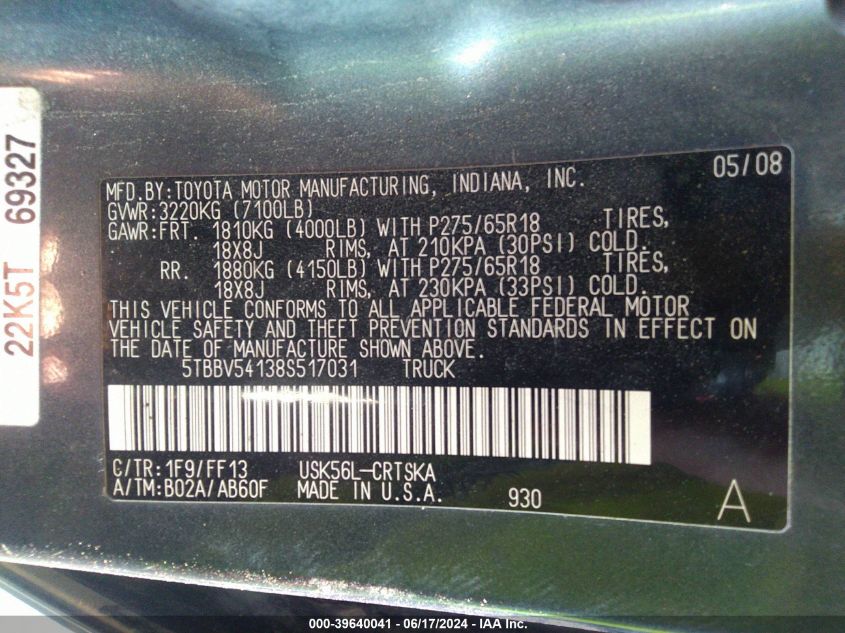 22K5T 69327
MFD.BY:TOYOTA MOTOR MANUFACTURING, INDIANA, INC. 05/08
GVWR:3220KG (7100LB)
GAWR:FRT. 1810KG (4000LB) WITH P275/65R18 TIRES,
18X8J RIMS, AT 210KPA (30PSI) COLD.
RR. 1880KG (4150LB) WITH P275/65R18 TIRES,
18X8J RIMS, AT 230KPA (33PSI) COLD.
THIS VEHICLE CONFORMS TO ALL APPLICABLE FEDERAL MOTOR
VEHICLE SAFETY AND THEFT PREVENTION STANDARDS IN EFFECT ON
THE DATE OF MANUFACTURE SHOWN ABOVE.
5TBBV54138S517031 TRUCK
C/TR:1F9/FF13 USK56L-CRTSKA
A/TM:B02A/AB60F MADE IN U.S.A. 930 A
000-39640041 - 06/17/2024 - IAA Inc.